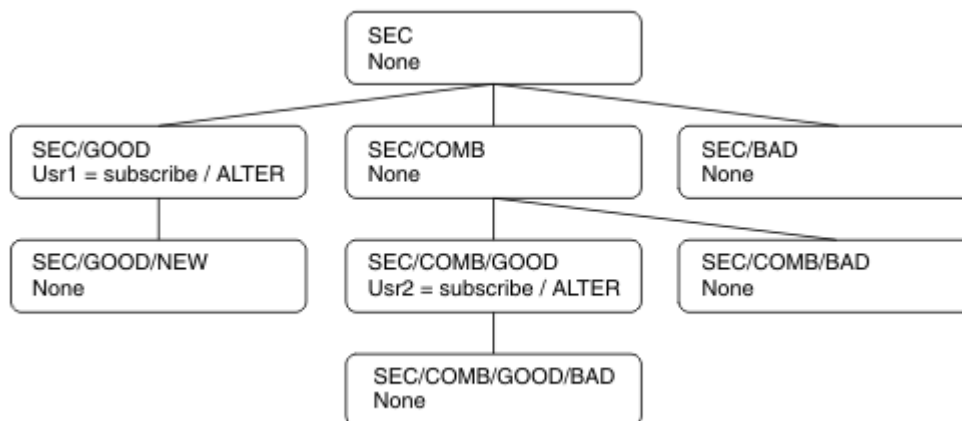 SEC
None
SEC/GOOD
Usr1 = subscribe / ALTER
SEC/COMB
None
SEC/BAD
None
SEC/GOOD/NEW
None
SEC/COMB/GOOD
Usr2 = subscribe / ALTER
SEC/COMB/BAD
None
SEC/COMB/GOOD/BAD
None